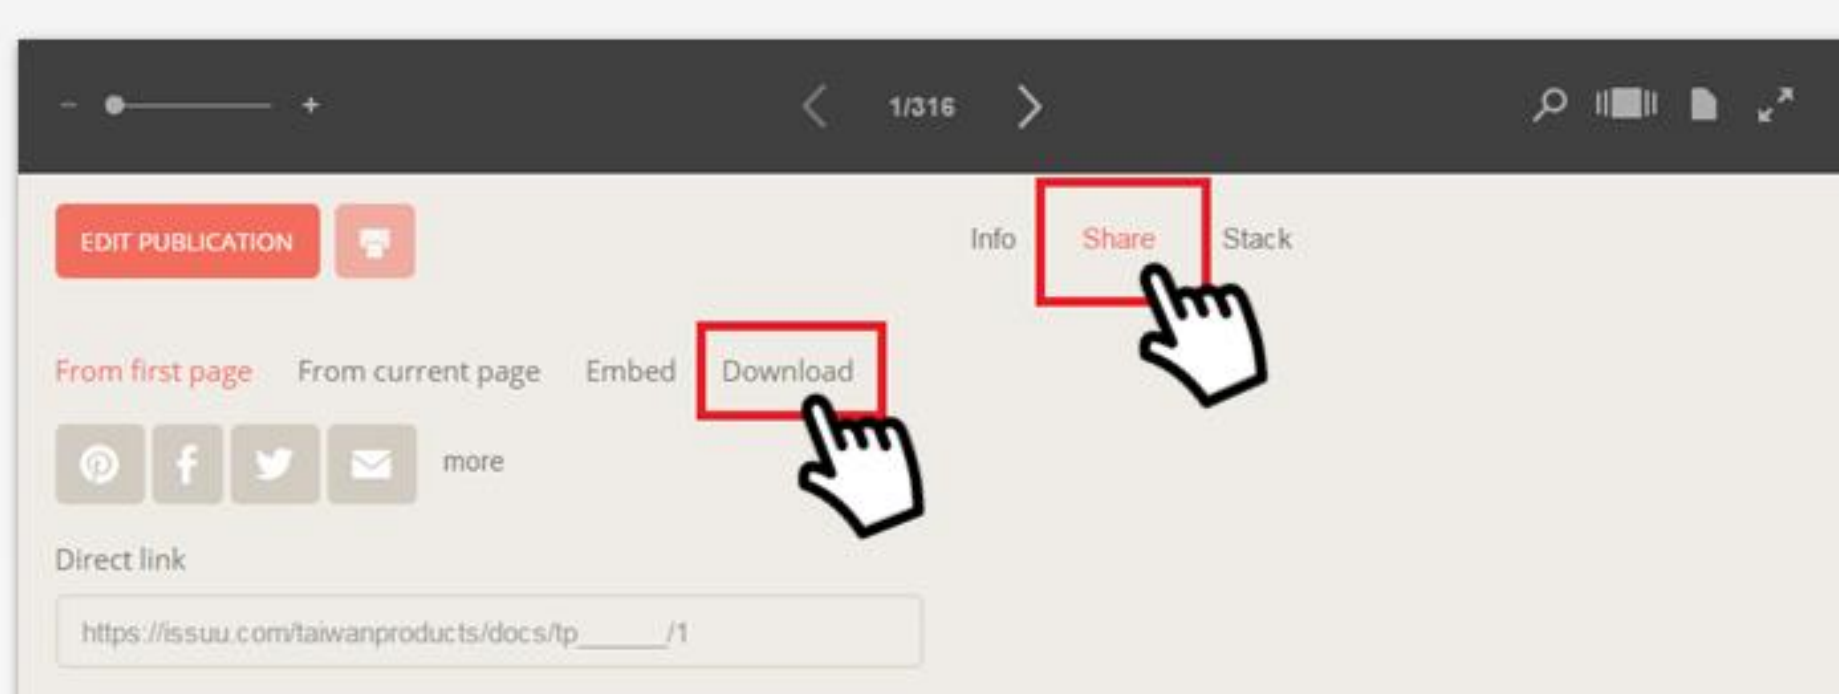 1/316
EDIT PUBLICATION
Info Share Stack
From first page From current page Embed Download
more
Direct link
https://issuu.com/taiwanproducts/docs/tp______/1